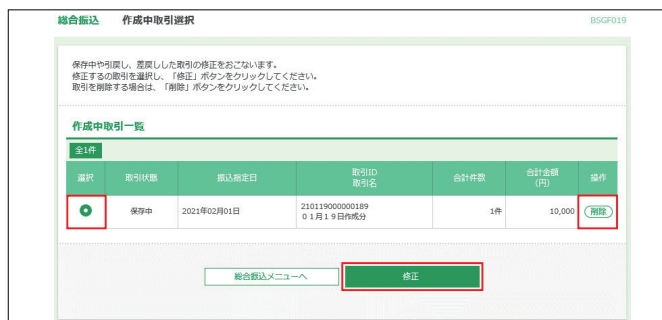 総合振込 作成中取引選択 BSGF019
保存中や引戻し、差戻しした取引の修正をおこないます。
修正するの取引を選択し、「修正」ボタンをクリックしてください。
取引を削除する場合は、「削除」ボタンをクリックしてください。
作成中取引一覧
全1件
選択 取引状態 振込指定日 取引ID 取引名 合計件数 合計金額 (円) 操作
保存中 2021年02月01日 210119000000189 1件 10,000 削除
01月19日作成分
総合振込メニューへ 修正